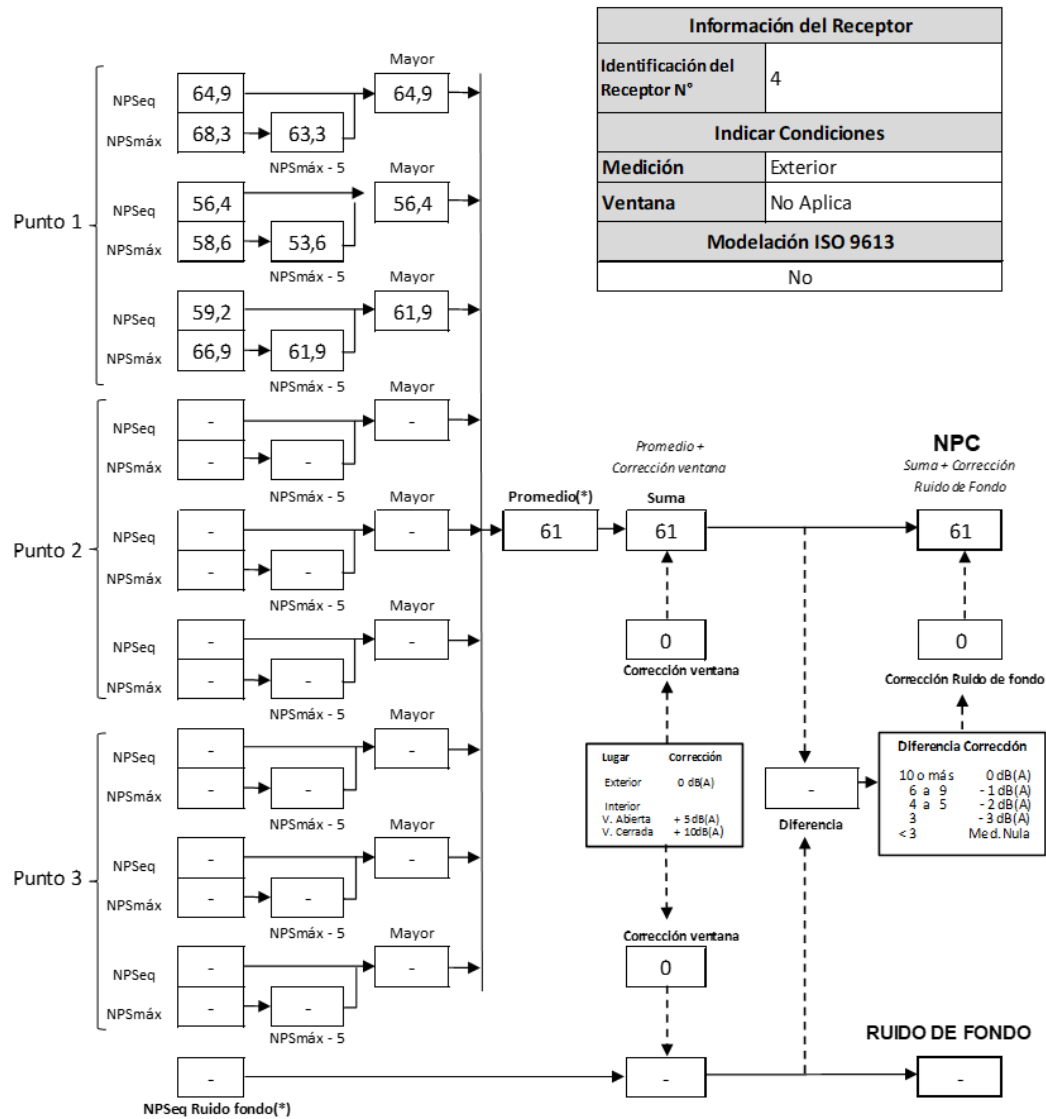 Información del Receptor
Identificación del Receptor N° 4
Indicar Condiciones
Medición Exterior
Ventana No Aplica
Modelación ISO 9613
No
Punto 1
Mayor
NPSeq 64,9 64,9
NPSmáx 68,3 63,3
NPSmáx - 5
Mayor
NPSeq 56,4 56,4
NPSmáx 58,6 53,6
NPSmáx - 5
Mayor
NPSeq 59,2 61,9
NPSmáx 66,9 61,9
NPSmáx - 5
Punto 2
Mayor
NPSeq - -
NPSmáx - -
NPSmáx - 5
Mayor
NPSeq - -
NPSmáx - -
NPSmáx - 5
Mayor
NPSeq - -
NPSmáx - -
NPSmáx - 5
Punto 3
Mayor
NPSeq - -
NPSmáx - -
NPSmáx - 5
Mayor
NPSeq - -
NPSmáx - -
NPSmáx - 5
Mayor
NPSeq - -
NPSmáx - -
NPSmáx - 5
-
NPSeq Ruido fondo(*)
Promedio(*)
61
Promedio +
Corrección ventana
Suma
61
0
Corrección ventana
Lugar Corrección
Exterior 0 dB(A)
Interior
V. Abierta + 5 dB(A)
V. Cerrada + 10dB(A)
Corrección ventana
0
-
-
Diferencia
NPC
Suma + Corrección
Ruido de Fondo
61
0
Corrección Ruido de fondo
Diferencia Corrección
10 o más 0 dB(A)
6 a 9 - 1 dB(A)
4 a 5 - 2 dB(A)
3 - 3 dB(A)
< 3 Med. Nula
RUIDO DE FONDO
-